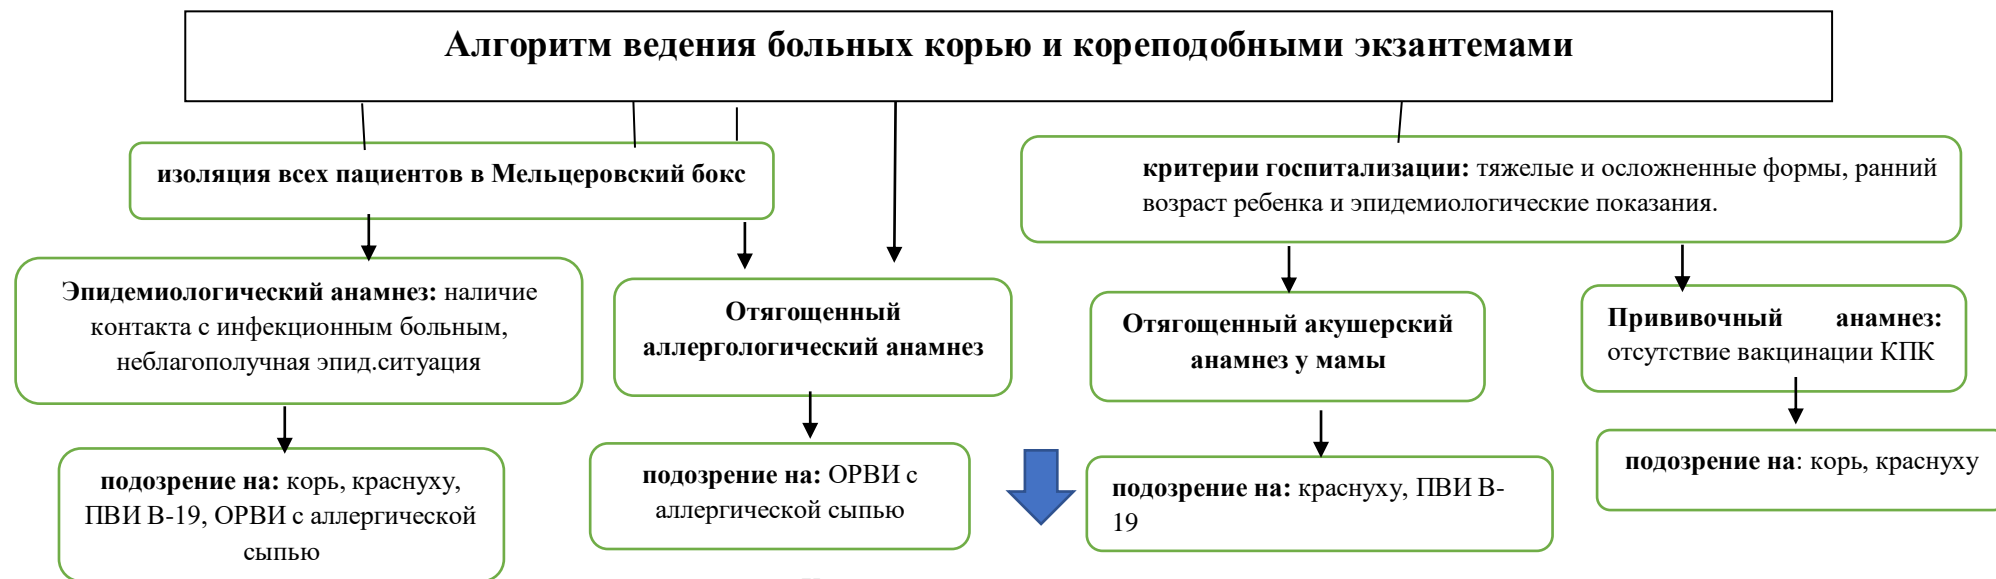 Алгоритм ведения больных корью и кореподобными экзантемами
изоляция всех пациентов в Мельцеровский бокс
критерии госпитализации: тяжелые и осложненные формы, ранний
возраст ребенка и эпидемиологические показания.
Эпидемиологический анамнез: наличие
контакта с инфекционным больным,
неблагополучная эпид.ситуация
Отягощенный
аллергологический анамнез
Отягощенный акушерский
анамнез у мамы
Прививочный анамнез:
отсутствие вакцинации КПК
подозрение на: корь, краснуху,
ПВИ В-19, ОРВИ с аллергической
сыпью
подозрение на: ОРВИ с
аллергической сыпью
подозрение на: краснуху, ПВИ В-
19
подозрение на: корь, краснуху